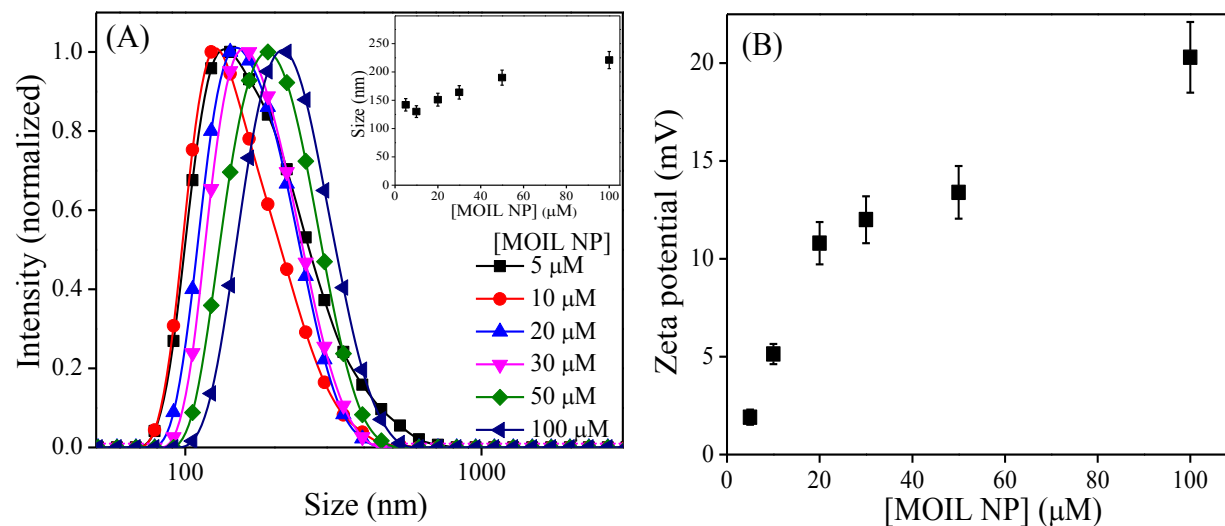 (A)
Intensity (normalized)
1.0
0.8
0.6
0.4
0.2
0.0
100
1000
Size (nm)
Size (nm)
250
200
150
100
50
0
0 20 40 60 80 100
[MOIL NP] (μM)
[MOIL NP]
5 μM
10 μM
20 μM
30 μM
50 μM
100 μM
(B)
Zeta potential (mV)
20
15
10
5
0
0 20 40 60 80 100
[MOIL NP] (μM)